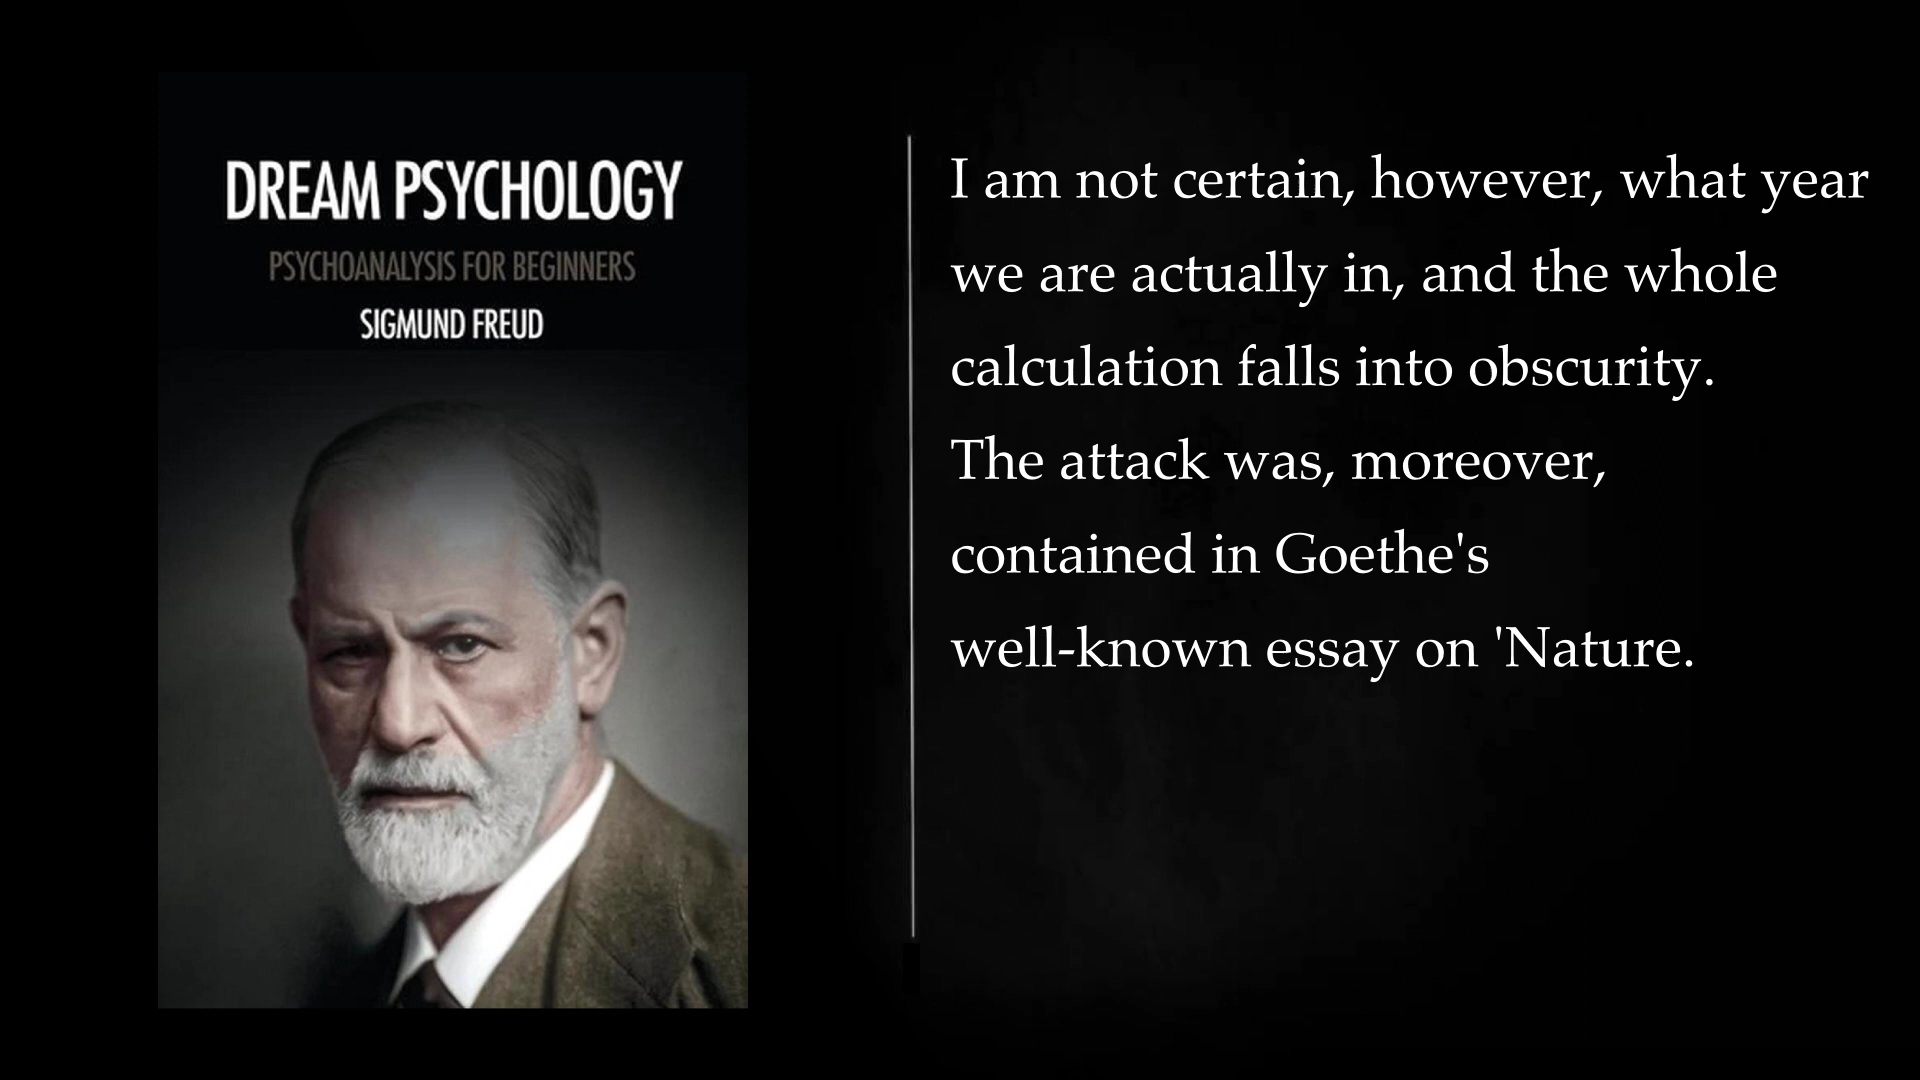 DREAM PSYCHOLOGY
PSYCHOANALYSIS FOR BEGINNERS
SIGMUND FREUD
I am not certain, however, what year
we are actually in, and the whole
calculation falls into obscurity.
The attack was, moreover,
contained in Goethe's
well-known essay on 'Nature.